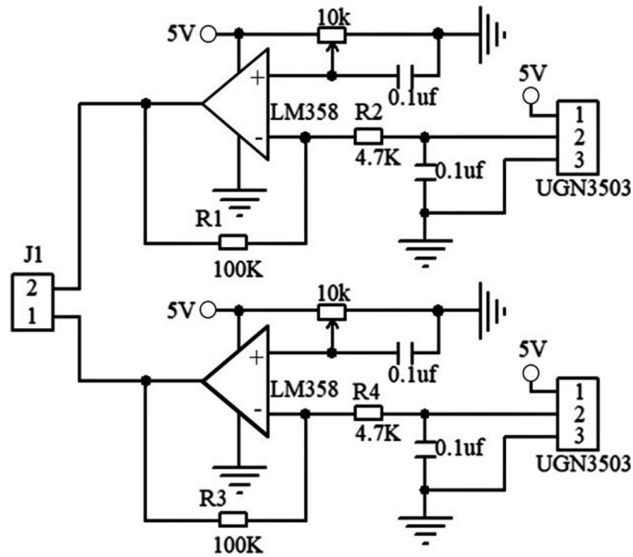 10k
5V
+
0.1uf
LM358
-
R2
4.7K
0.1uf
5V
1
2
3
UGN3503
R1
100K
J1
2
1
10k
5V
+
0.1uf
LM358
-
R4
4.7K
0.1uf
5V
1
2
3
UGN3503
R3
100K